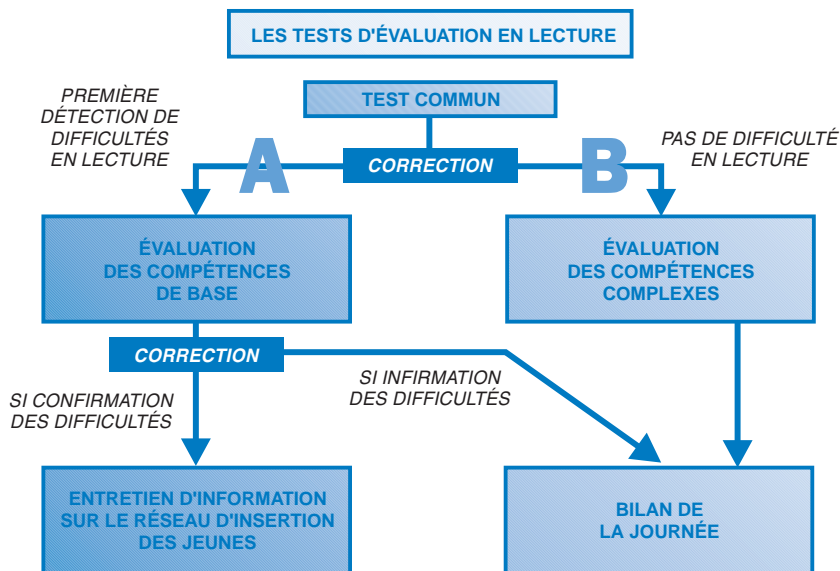 LES TESTS D'ÉVALUATION EN LECTURE
TEST COMMUN
PREMIÈRE
DÉTECTION DE
DIFFICULTÉS
EN LECTURE
A
CORRECTION
B
PAS DE DIFFICULTÉ
EN LECTURE
ÉVALUATION
DES COMPÉTENCES
DE BASE
ÉVALUATION
DES COMPÉTENCES
COMPLEXES
CORRECTION
SI CONFIRMATION
DES DIFFICULTÉS
SI INFIRMATION
DES DIFFICULTÉS
ENTRETIEN D'INFORMATION
SUR LE RÉSEAU D'INSERTION
DES JEUNES
BILAN DE
LA JOURNÉE